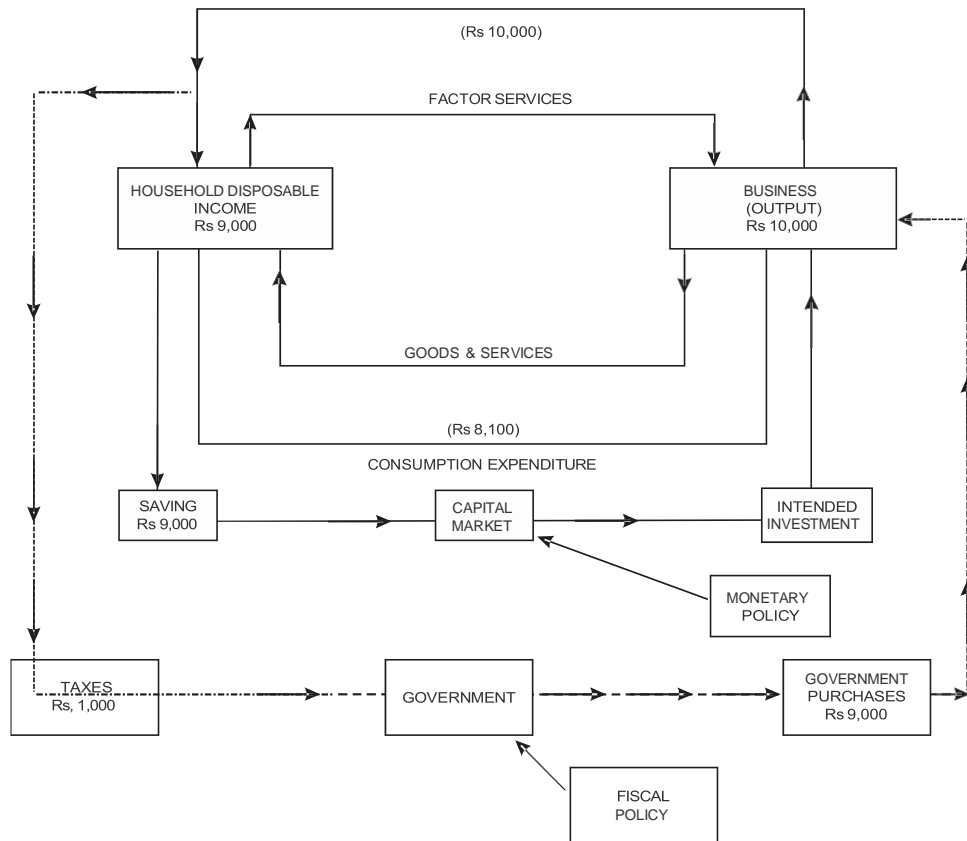 (Rs 10,000)
FACTOR SERVICES
HOUSEHOLD DISPOSABLE
INCOME
Rs 9,000
BUSINESS
(OUTPUT)
Rs 10,000
GOODS & SERVICES
(Rs 8,100)
CONSUMPTION EXPENDITURE
SAVING
Rs 9,000
CAPITAL
MARKET
INTENDED
INVESTMENT
MONETARY
POLICY
TAXES
Rs, 1,000
GOVERNMENT
GOVERNMENT
PURCHASES
Rs 9,000
FISCAL
POLICY